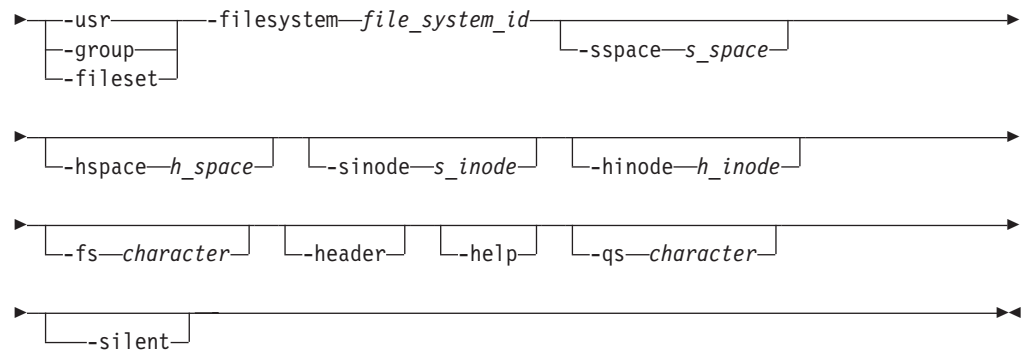 -usr -filesystem file_system_id
-group -sspace s_space
-fileset
-hspace h_space -sinode s_inode -hinode h_inode
-fs character -header -help -qs character
-silent